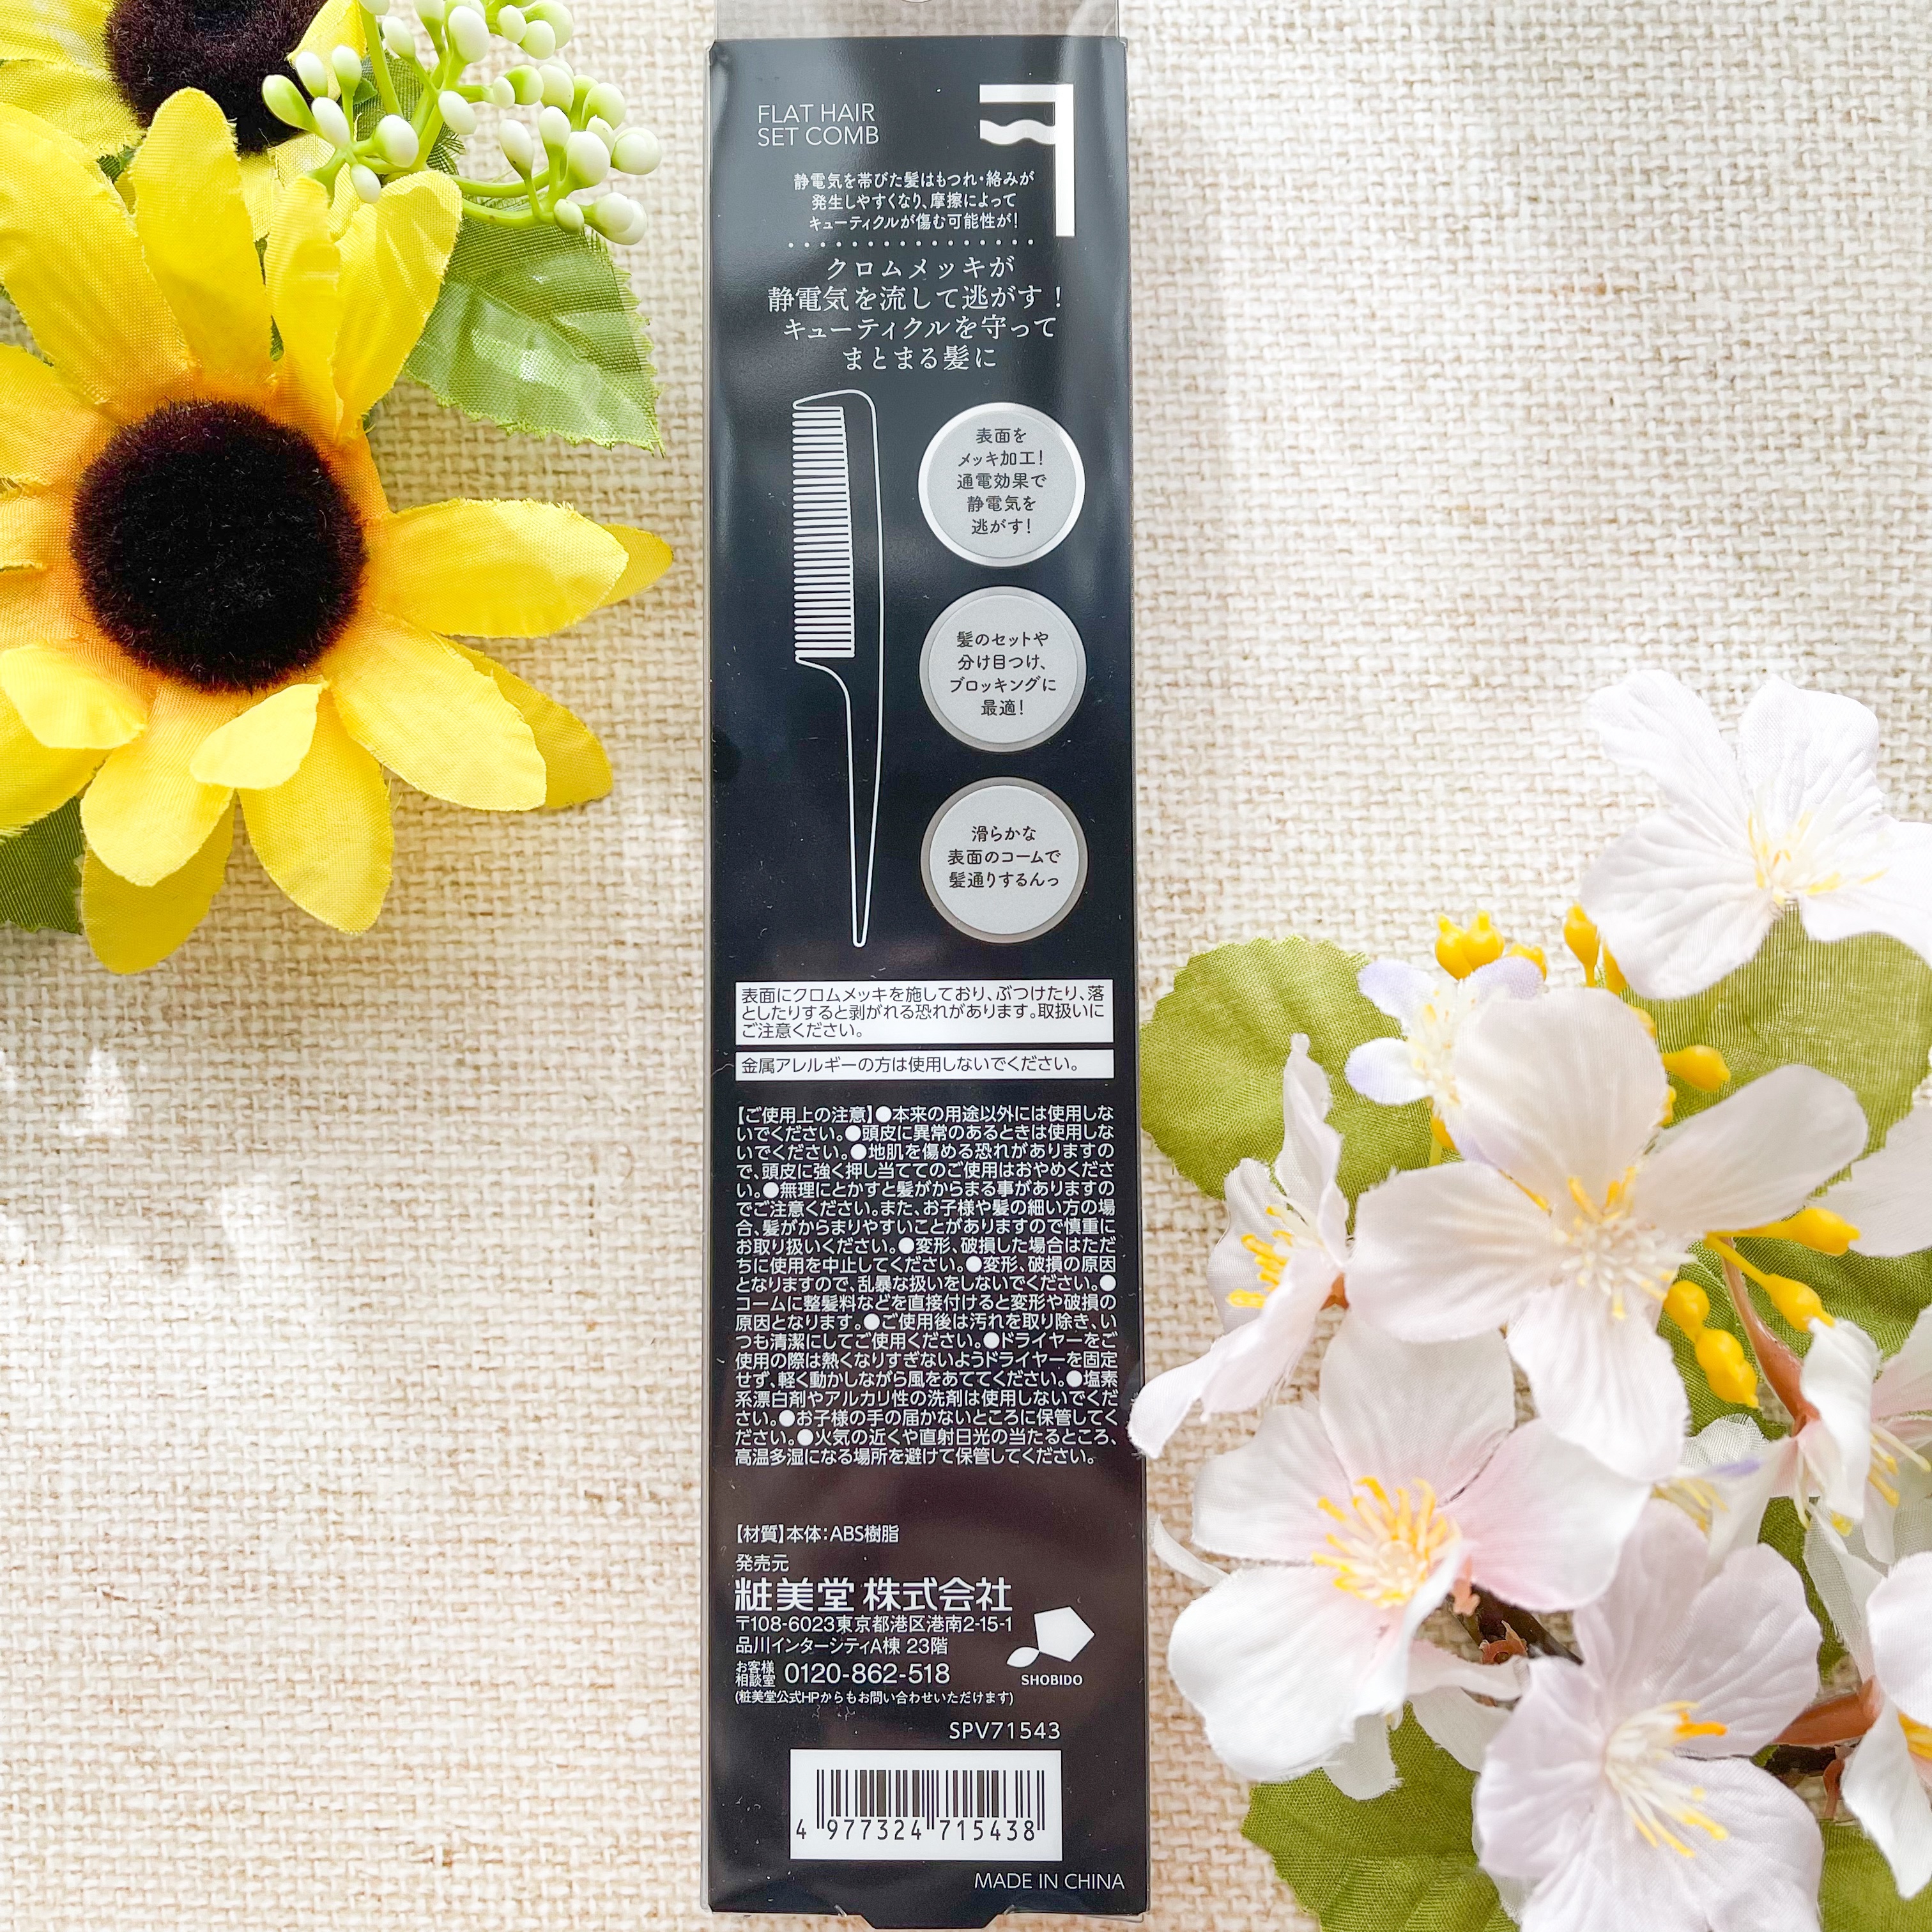 FLAT HAIR
SET COMB
静電気を帯びた髪はもつれ・絡みが
発生しやすくなり、摩擦によって
キューティクルが傷む可能性が!
クロムメッキが
静電気を流して逃がす!
キューティクルを守って
まとまる髪に
表面を
メッキ加工!
通電効果で
静電気を
逃がす!
髪のセットや
分け目つけ、
ブロッキングに
最適!
滑らかな
表面のコームで
髪通りするんっ
表面にクロムメッキを施しており、ぶつけたり、落
としたりすると剥がれる恐れがあります。取扱いに
ご注意ください。
金属アレルギーの方は使用しないでください。
【ご使用上の注意】●本来の用途以外には使用しな
いでください。●頭皮に異常のあるときは使用しな
いでください。●地肌を傷める恐れがありますの
で、頭皮に強く押し当ててのご使用はおやめくださ
い。●無理にとかすと髪がからまる事がありますの
でご注意ください。また、お子様や髪の細い方の場
合、髪がからまりやすいことがありますので慎重に
お取り扱いください。●変形、破損した場合はただ
ちに使用を中止してください。●変形、破損の原因
となりますので、乱暴な扱いをしないでください。●
コームに整髪料などを直接付けると変形や破損の
原因となります。●ご使用後は汚れを取り除き、い
つも清潔にしてご使用ください。●ドライヤーをご
使用の際は熱くなりすぎないようドライヤーを固定
せず、軽く動かしながら風をあててください。●塩素
系漂白剤やアルカリ性の洗剤は使用しないでくだ
さい。●お子様の手の届かないところに保管してく
ださい。●火気の近くや直射日光の当たるところ、
高温多湿になる場所を避けて保管してください。
【材質】本体:ABS樹脂
発売元
粧美堂 株式会社
〒108-6023東京都港区港南2-15-1
品川インターシティA棟 23階
お客様
相談室 0120-862-518
(粧美堂公式HPからもお問い合わせいただけます)
SHOBIDO
SPV71543
4 977324 715438
MADE IN CHINA